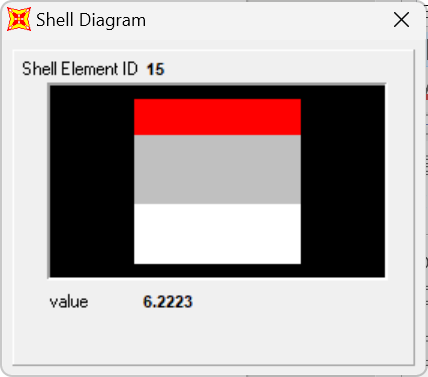 Shell Diagram
Shell Element ID 15
value 6.2223